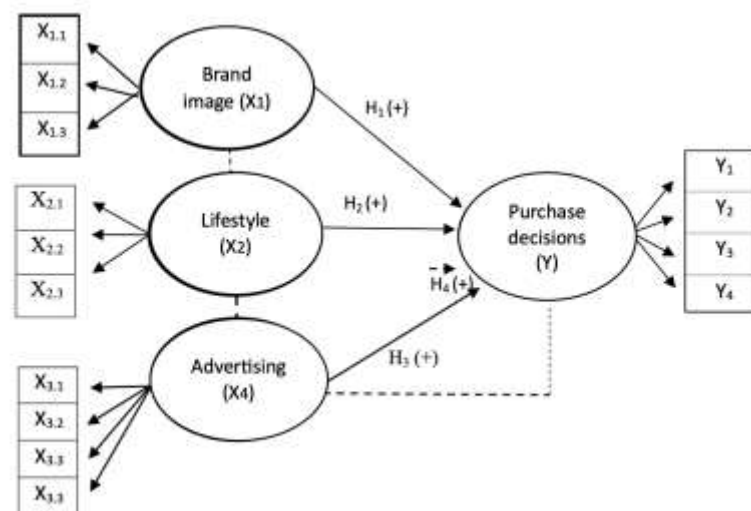 X1.1
X1.2
X1.3
Brand
image (X1)
H1 (+)
X2.1
X2.2
X2.3
Lifestyle
(X2)
H2 (+)
Purchase
decisions
(Y)
Y1
Y2
Y3
Y4
H4 (+)
Advertising
(X4)
H3 (+)
X3.1
X3.2
X3.3
X3.3